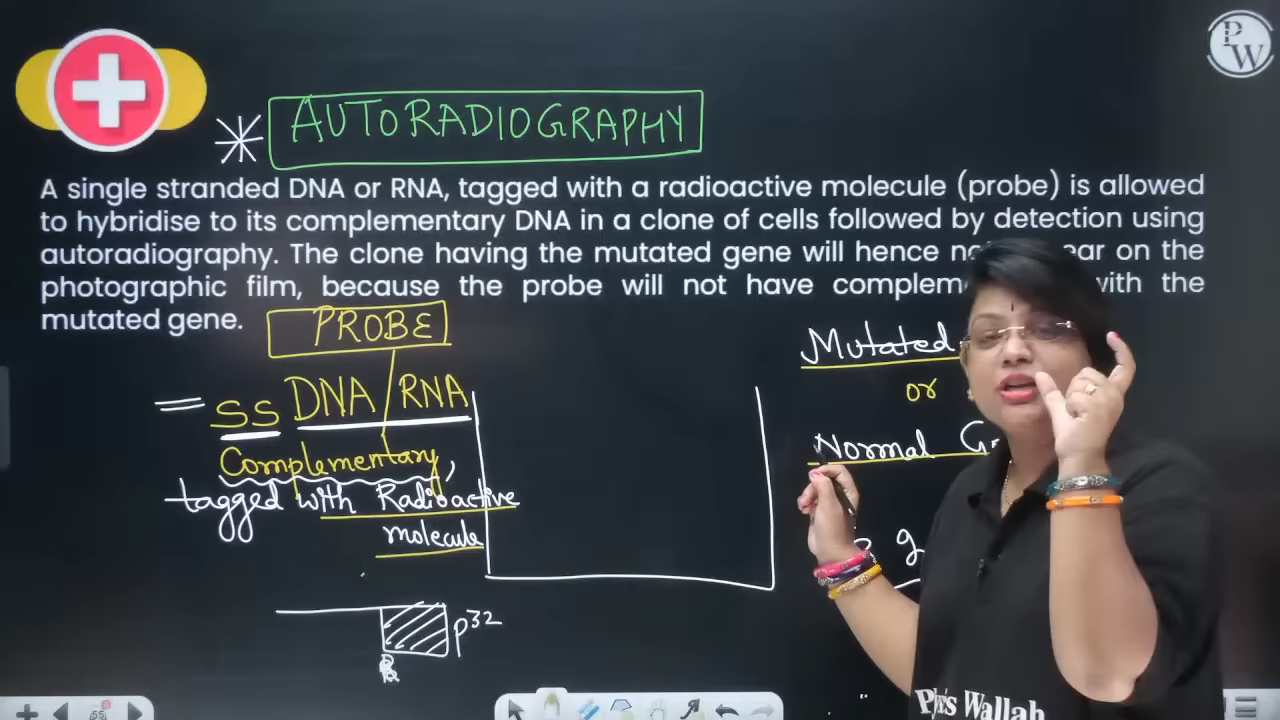 PW
* AUTORADIOGRAPHY
A single stranded DNA or RNA, tagged with a radioactive molecule (probe) is allowed
to hybridise to its complementary DNA in a clone of cells followed by detection using
autoradiography. The clone having the mutated gene will hence on the
photographic film, because the probe will not have with the
mutated gene.
PROBE
= SS DNA/RNA
Complementary,
tagged with Radioactive
molecule
P32
Mutated
or
Normal
55
Wallah